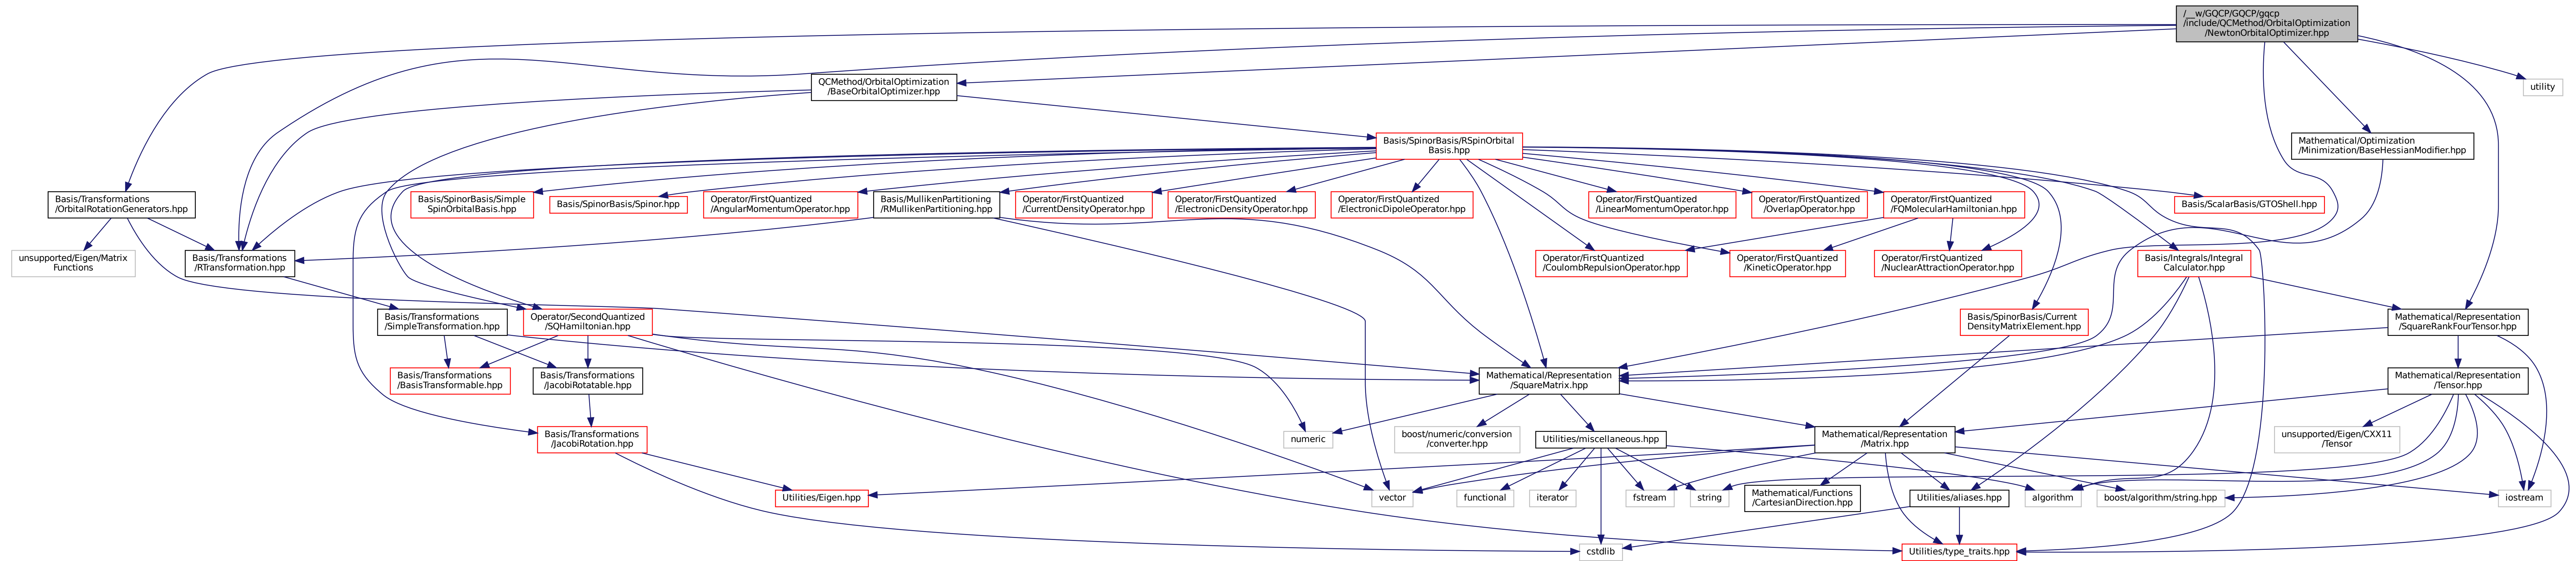 /__w/GQCP/GQCP/gqcp
/include/QCMethod/OrbitalOptimization
/NewtonOrbitalOptimizer.hpp
QCMethod/OrbitalOptimization
/BaseOrbitalOptimizer.hpp
utility
Basis/SpinorBasis/RSpinOrbital
Basis.hpp
Mathematical/Optimization
/Minimization/BaseHessianModifier.hpp
Basis/Transformations
/OrbitalRotationGenerators.hpp
Basis/SpinorBasis/Simple
SpinOrbitalBasis.hpp
Basis/SpinorBasis/Spinor.hpp
Operator/FirstQuantized
/AngularMomentumOperator.hpp
Basis/MullikenPartitioning
/RMullikenPartitioning.hpp
Operator/FirstQuantized
/CurrentDensityOperator.hpp
Operator/FirstQuantized
/ElectronicDensityOperator.hpp
Operator/FirstQuantized
/ElectronicDipoleOperator.hpp
Operator/FirstQuantized
/LinearMomentumOperator.hpp
Operator/FirstQuantized
/OverlapOperator.hpp
Operator/FirstQuantized
/FQMolecularHamiltonian.hpp
Basis/ScalarBasis/GTOShell.hpp
unsupported/Eigen/Matrix
Functions
Basis/Transformations
/RTransformation.hpp
Operator/FirstQuantized
/CoulombRepulsionOperator.hpp
Operator/FirstQuantized
/KineticOperator.hpp
Operator/FirstQuantized
/NuclearAttractionOperator.hpp
Basis/Integrals/Integral
Calculator.hpp
Basis/Transformations
/SimpleTransformation.hpp
Operator/SecondQuantized
/SQHamiltonian.hpp
Basis/SpinorBasis/Current
DensityMatrixElement.hpp
Mathematical/Representation
/SquareRankFourTensor.hpp
Basis/Transformations
/BasisTransformable.hpp
Basis/Transformations
/JacobiRotatable.hpp
Mathematical/Representation
/SquareMatrix.hpp
Mathematical/Representation
/Tensor.hpp
Basis/Transformations
/JacobiRotation.hpp
numeric
boost/numeric/conversion
/converter.hpp
Utilities/miscellaneous.hpp
Mathematical/Representation
/Matrix.hpp
unsupported/Eigen/CXX11
/Tensor
Utilities/Eigen.hpp
vector
functional
iterator
fstream
string
Mathematical/Functions
/CartesianDirection.hpp
Utilities/aliases.hpp
algorithm
boost/algorithm/string.hpp
iostream
cstdlib
Utilities/type_traits.hpp